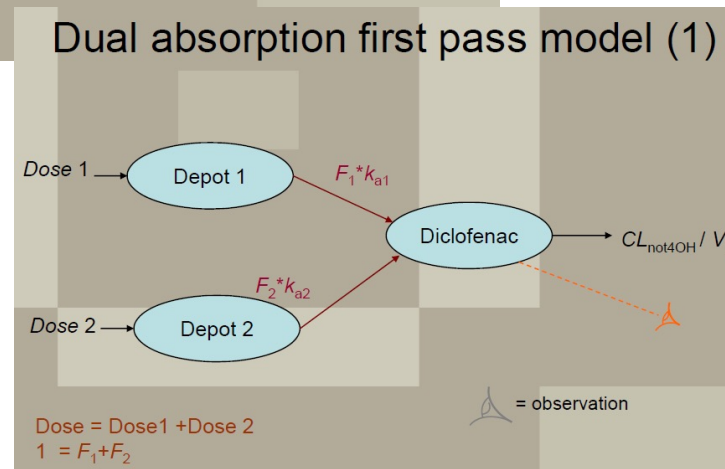 Dual absorption first pass model (1)
Dose 1
Depot 1
F1*ka1
Diclofenac
CLnot4OH / V
F2*ka2
Dose 2
Depot 2
= observation
Dose = Dose1 +Dose 2
1 = F1+F2